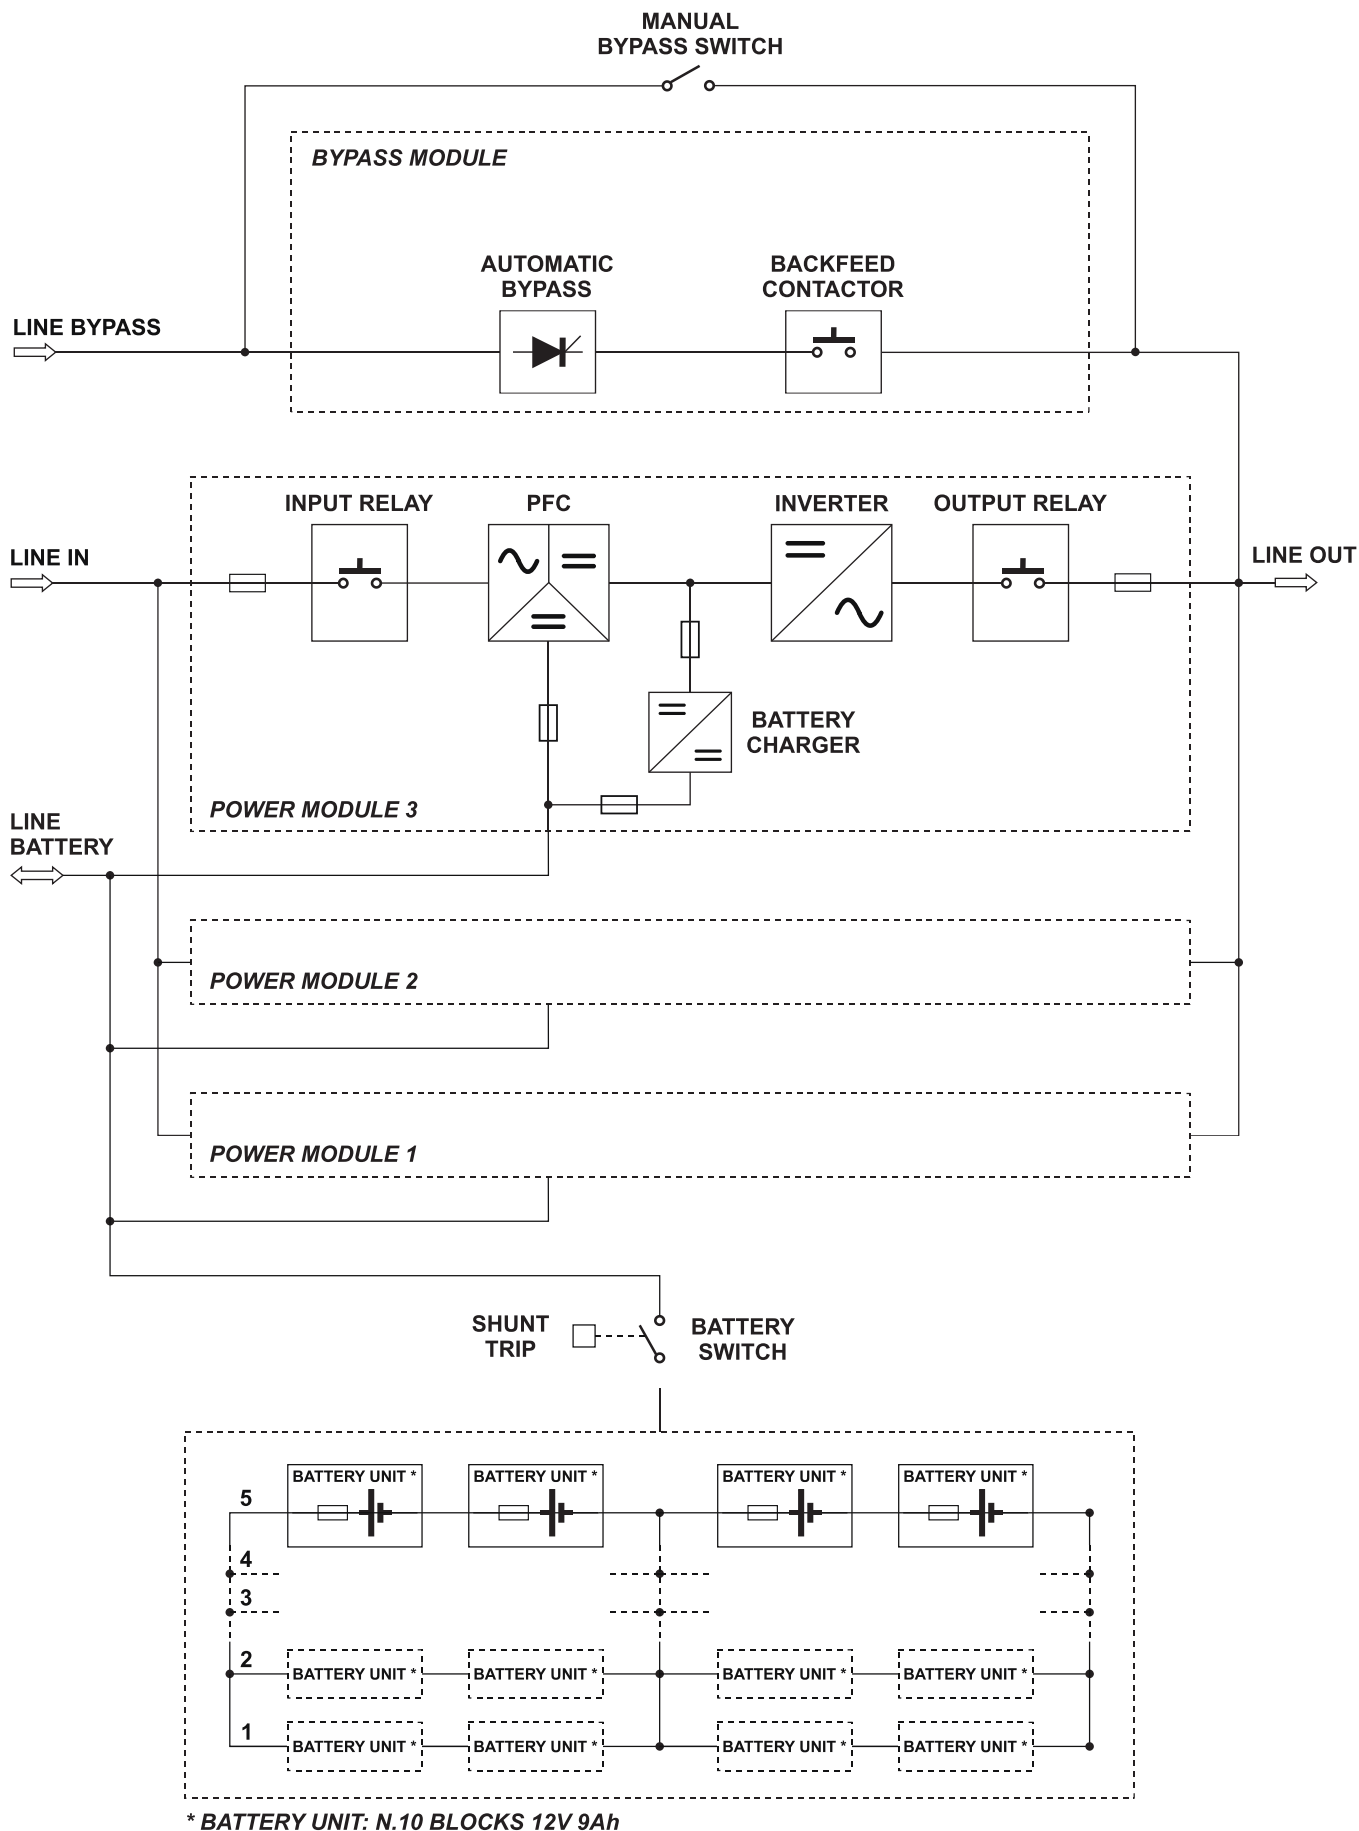 MANUAL
BYPASS SWITCH
BYPASS MODULE
AUTOMATIC
BYPASS
BACKFEED
CONTACTOR
LINE BYPASS
INPUT RELAY
PFC
INVERTER
OUTPUT RELAY
LINE IN
LINE OUT
BATTERY
CHARGER
POWER MODULE 3
LINE
BATTERY
POWER MODULE 2
POWER MODULE 1
SHUNT
TRIP
BATTERY
SWITCH
BATTERY UNIT *
BATTERY UNIT *
BATTERY UNIT *
BATTERY UNIT *
5
4
3
2
BATTERY UNIT *
BATTERY UNIT *
BATTERY UNIT *
BATTERY UNIT *
1
BATTERY UNIT *
BATTERY UNIT *
BATTERY UNIT *
BATTERY UNIT *
* BATTERY UNIT: N.10 BLOCKS 12V 9Ah